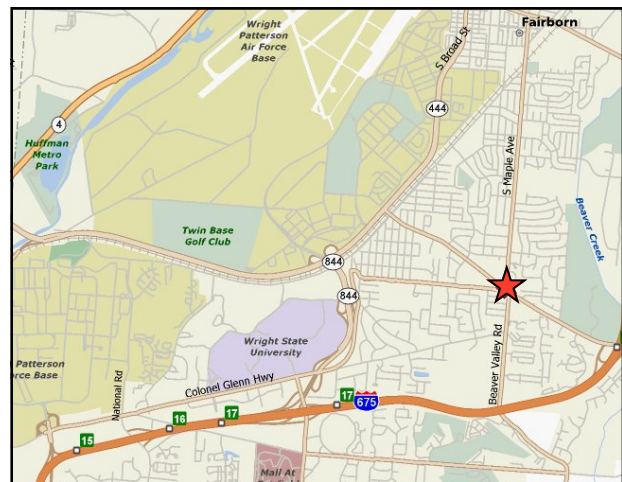 Fairborn
Wright
Patterson
Air Force
Base
S Broad St
444
4
Huffman
Metro
Park
S Maple Ave
Beaver Creek
Twin Base
Golf Club
844
844
Wright State
University
Patterson
rce Base
National Rd
Colonel Glenn Hwy
Beaver Valley Rd
17
675
17
16
15
Mall At